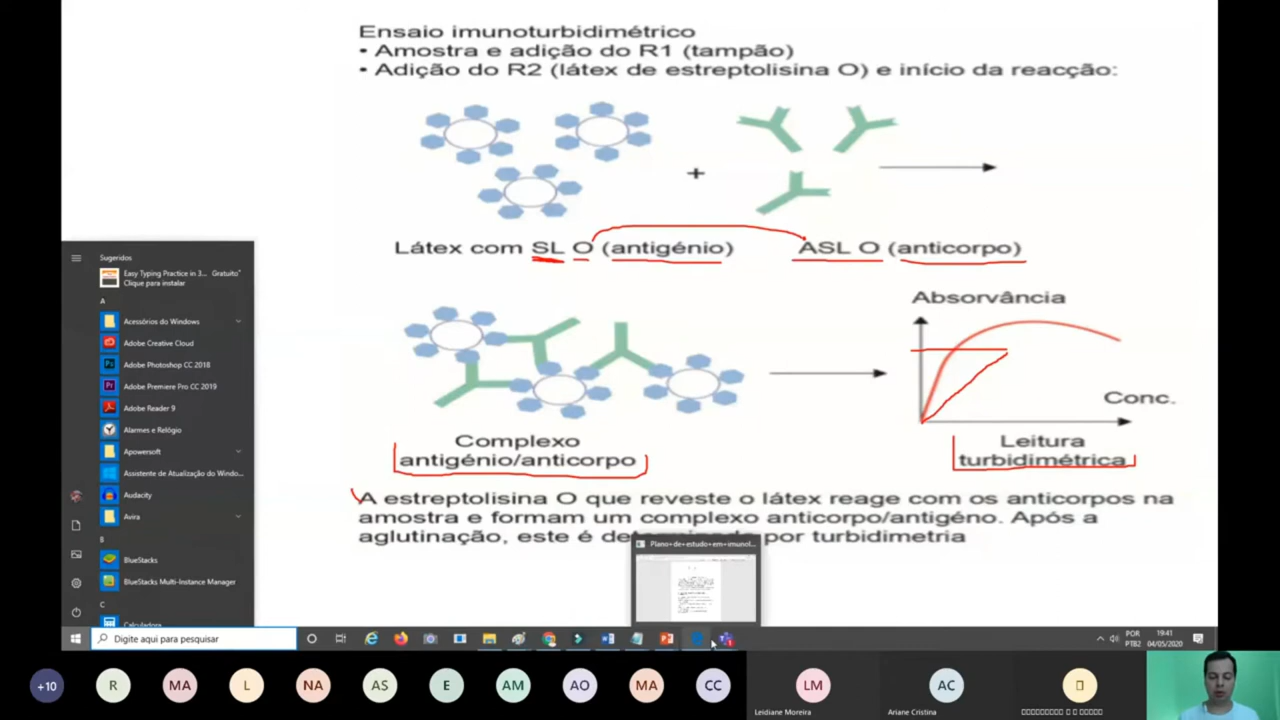 Ensaio imunoturbidimétrico
• Amostra e adição do R1 (tampão)
• Adição do R2 (látex de estreptolisina O) e início da reacção:
+
Látex com SL O (antigénio)
ASL O (anticorpo)
Absorvância
Conc.
Complexo
antigénio/anticorpo
Leitura
turbidimétrica
A estreptolisina O que reveste o látex reage com os anticorpos na
amostra e formam um complexo anticorpo/antigéno. Após a
aglutinação, este é de por turbidimetria
Sugeridos
Easy Typing Practice in 3... Gratuito*
Clique para instalar
A
Acessórios do Windows
Adobe Creative Cloud
Adobe Photoshop CC 2018
Adobe Premiere Pro CC 2019
Adobe Reader 9
Alarmes e Relógio
Apowersoft
Assistente de Atualização do Windo...
Audacity
Avira
B
BlueStacks
BlueStacks Multi-Instance Manager
C
Calculadora
Plano+de+estudo+em+imunol...
Digite aqui para pesquisar
POR
PTB2
19:41
04/05/2020
+10
R
MA
L
NA
AS
E
AM
AO
MA
CC
LM
Leidiane Moreira
AC
Ariane Cristina